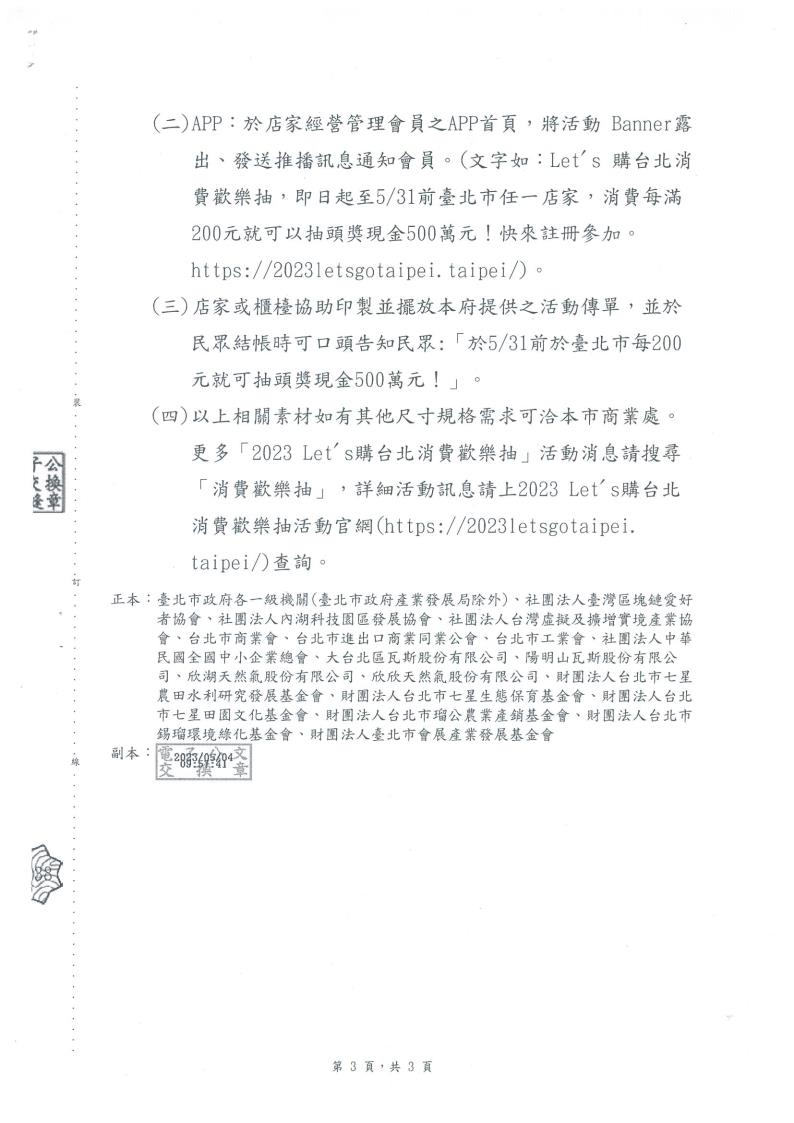 (二)APP：於店家經營管理會員之APP首頁，將活動 Banner露
出、發送推播訊息通知會員。(文字如：Let's 購台北消
費歡樂抽，即日起至5/31前臺北市任一店家，消費每滿
200元就可以抽頭獎現金500萬元！快來註冊參加。
https://2023letsgotaipei.taipei/)。
(三)店家或櫃檯協助印製並擺放本府提供之活動傳單，並於
民眾結帳時可口頭告知民眾:「於5/31前於臺北市每200
元就可抽頭獎現金500萬元！」。
(四)以上相關素材如有其他尺寸規格需求可洽本市商業處。
更多「2023 Let's購台北消費歡樂抽」活動消息請搜尋
「消費歡樂抽」，詳細活動訊息請上2023 Let's購台北
消費歡樂抽活動官網(https://2023letsgotaipei.
taipei/)查詢。
正本：臺北市政府各一級機關(臺北市政府產業發展局除外)、社團法人臺灣區塊鏈愛好
者協會、社團法人內湖科技園區發展協會、社團法人台灣虛擬及擴增實境產業協
會、台北市商業會、台北市進出口商業同業公會、台北市工業會、社團法人中華
民國全國中小企業總會、大台北區瓦斯股份有限公司、陽明山瓦斯股份有限公
司、欣湖天然氣股份有限公司、欣欣天然氣股份有限公司、財團法人台北市七星
農田水利研究發展基金會、財團法人台北市七星生態保育基金會、財團法人台北
市七星田園文化基金會、財團法人台北市瑠公農業產銷基金會、財團法人台北市
錫瑠環境綠化基金會、財團法人臺北市會展產業發展基金會
副本：
電子公文
2023/05/04
09:57:41
交換章
裝
訂
線
子公
交換
章
第 3 頁，共 3 頁